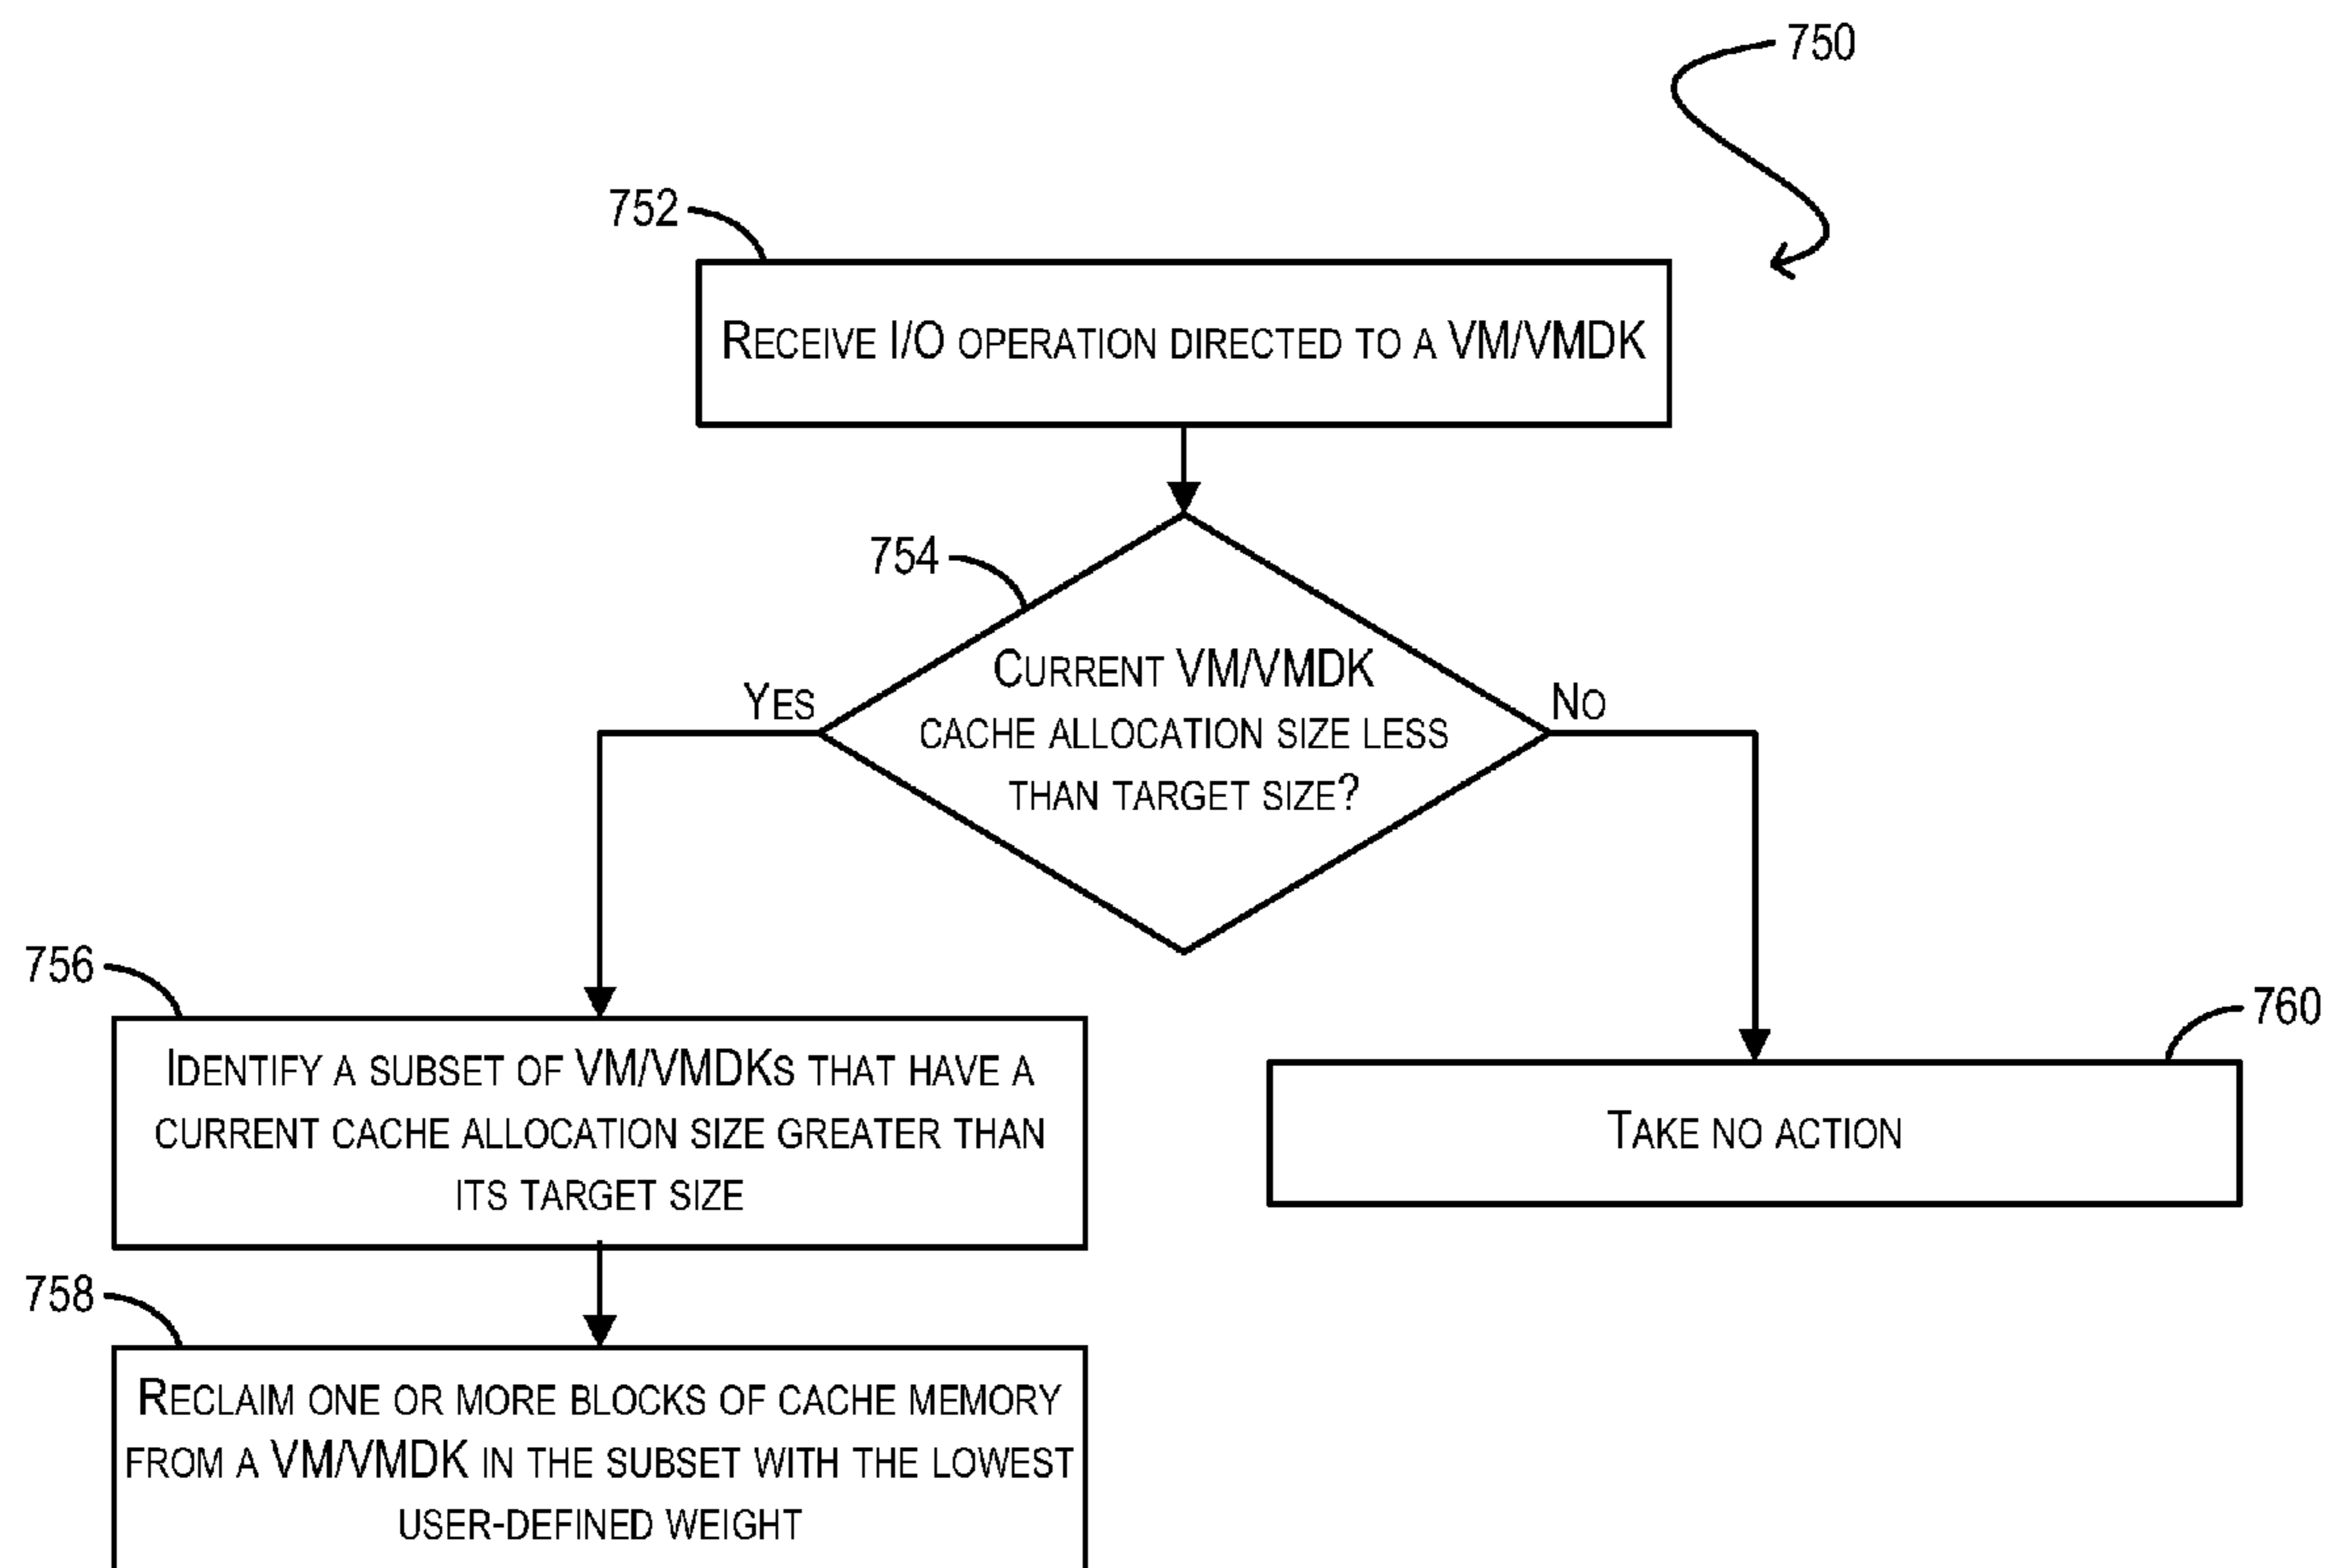 750
752
Receive I/O operation directed to a VM/VMDK
754
Current VM/VMDK
cache allocation size less
than target size?
Yes
No
756
Identify a subset of VM/VMDKs that have a
current cache allocation size greater than
its target size
760
Take no action
758
Reclaim one or more blocks of cache memory
from a VM/VMDK in the subset with the lowest
user-defined weight